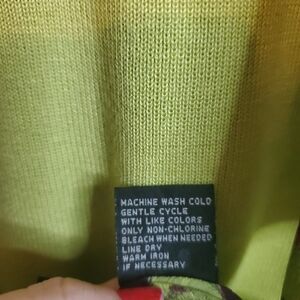 MACHINE WASH COLD
GENTLE CYCLE
WITH LIKE COLORS
ONLY NON-CHLORINE
BLEACH WHEN NEEDED
LINE DRY
WARM IRON
IF NECESSARY